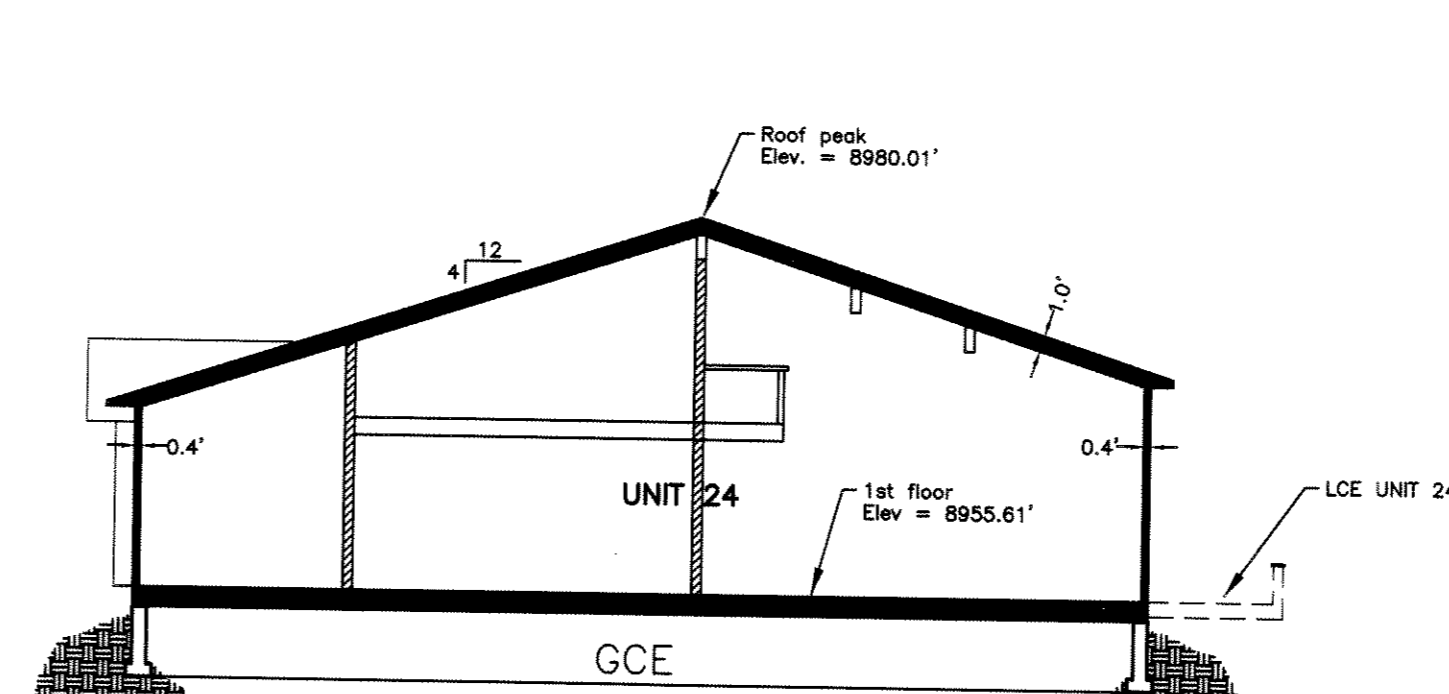 Roof peak
Elev. = 8980.01'
12
4
1.0'
0.4'
0.4'
UNIT 24
1st floor
Elev = 8955.61'
LCE UNIT 24
GCE